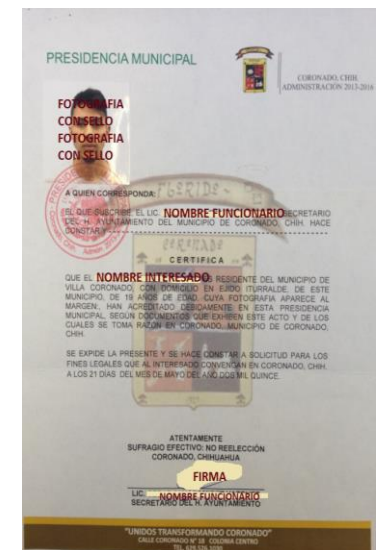 PRESIDENCIA MUNICIPAL
CORONADO, CHIH.
ADMINISTRACION 2013-2016
FOTOGRAFIA
CON SELLO
FOTOGRAFIA
CON SELLO
A QUIEN CORRESPONDA:
EL QUE SUSCRIBE, EL LIC. NOMBRE FUNCIONARIO SECRETARIO
DEL H. AYUNTAMIENTO DEL MUNICIPIO DE CORONADO, CHIH. HACE
CONSTAR Y
CORONADO
CERTIFICA
QUE EL NOMBRE INTERESADO ES RESIDENTE DEL MUNICIPIO DE
VILLA CORONADO, CON DOMICILIO EN EJIDO ITURRALDE, DE ESTE
MUNICIPIO, DE 19 AÑOS DE EDAD, CUYA FOTOGRAFIA APARECE AL
MARGEN; HAN ACREDITADO DEBIDAMENTE EN ESTA PRESIDENCIA
MUNICIPAL, SEGÚN DOCUMENTOS QUE EXHIBEN ESTE ACTO Y DE LOS
CUALES SE TOMA RAZON EN CORONADO, MUNICIPIO DE CORONADO,
CHIH.
SE EXPIDE LA PRESENTE Y SE HACE CONSTAR A SOLICITUD PARA LOS
FINES LEGALES QUE AL INTERESADO CONVENGAN EN CORONADO, CHIH.
A LOS 21 DÍAS DEL MES DE MAYO DEL AÑO DOS MIL QUINCE.
ATENTAMENTE
SUFRAGIO EFECTIVO: NO REELECCIÓN
CORONADO, CHIHUAHUA
FIRMA
LIC. NOMBRE FUNCIONARIO
SECRETARIO DEL H. AYUNTAMIENTO
"UNIDOS TRANSFORMANDO CORONADO"
CALLE CORONADO N° 18 COLONIA CENTRO